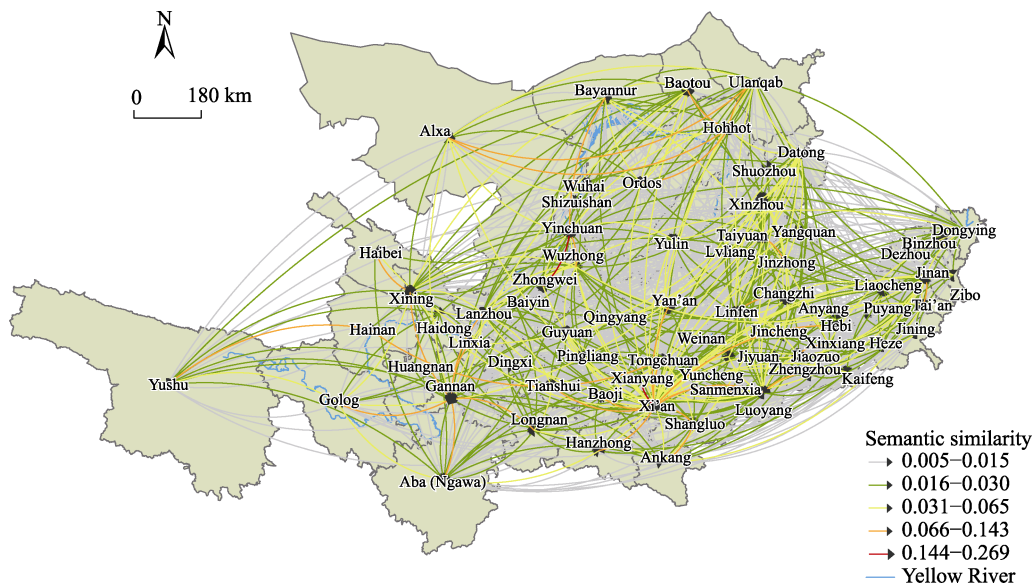 N
0 180 km
Ulanqab
Baotou
Bayannur
Hohhot
Alxa
Datong
Shuozhou
Ordos
Wuhai
Shizuishan
Xinzhou
Yinchuan
Taiyuan
Yangquan
Dongying
Binzhou
Yulin
Lvliang
Dezhou
Haibei
Wuzhong
Jinzhong
Jinan
Zhongwei
Liaocheng
Zibo
Xining
Baiyin
Yan’an
Changzhi
Anyang
Puyang
Tai’an
Lanzhou
Linfen
Haidong
Qingyang
Hebi
Jining
Hainan
Guyuan
Jincheng
Linxia
Weinan
Xinxiang
Heze
Huangnan
Dingxi
Pingliang
Tongchuan
Jiyuan
Jiaozuo
Zhengzhou
Kaifeng
Yushu
Gannan
Tianshui
Xianyang
Yuncheng
Sanmenxia
Baoji
Golog
Xi’an
Luoyang
Longnan
Shangluo
Hanzhong
Ankang
Aba (Ngawa)
Semantic similarity
0.005–0.015
0.016–0.030
0.031–0.065
0.066–0.143
0.144–0.269
Yellow River